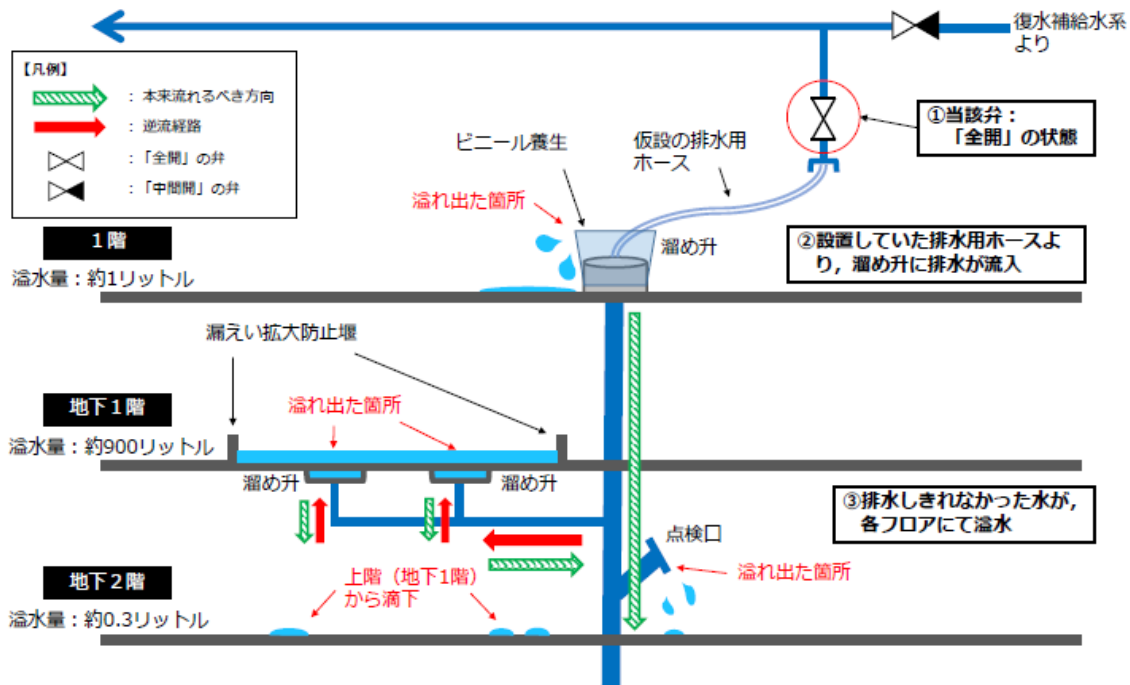 復水補給水系
より
【凡例】
：本来流れるべき方向
：逆流経路
：「全開」の弁
：「中間開」の弁
①当該弁：
「全開」の状態
ビニール養生
仮設の排水用
ホース
溢れ出た箇所
溜め升
②設置していた排水用ホースよ
り，溜め升に排水が流入
１階
溢水量：約1リットル
漏えい拡大防止堰
地下１階
溢水量：約900リットル
溢れ出た箇所
溜め升
溜め升
③排水しきれなかった水が，
各フロアにて溢水
点検口
溢れ出た箇所
地下２階
溢水量：約0.3リットル
上階（地下1階）
から滴下